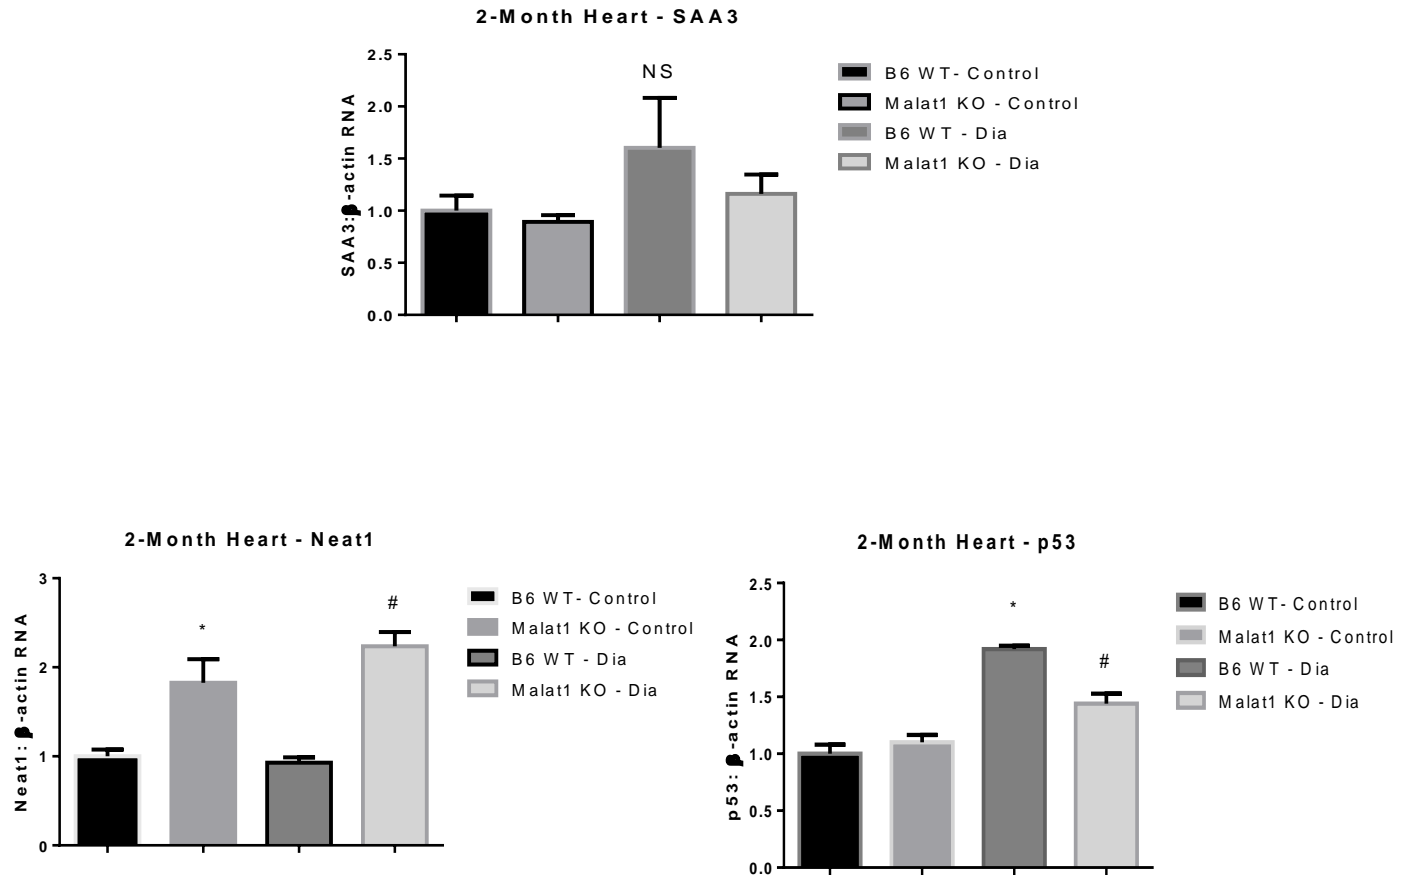 2-Month Heart - SAA3
SAA3:β-actin RNA
2.5
2.0
1.5
1.0
0.5
0.0
NS
B6 WT- Control
Malat1 KO - Control
B6 WT - Dia
Malat1 KO - Dia
2-Month Heart - Neat1
Neat1: β-actin RNA
3
2
1
0
*
#
B6 WT- Control
Malat1 KO - Control
B6 WT - Dia
Malat1 KO - Dia
2-Month Heart - p53
p53: β-actin RNA
2.5
2.0
1.5
1.0
0.5
0.0
*
#
B6 WT- Control
Malat1 KO - Control
B6 WT - Dia
Malat1 KO - Dia